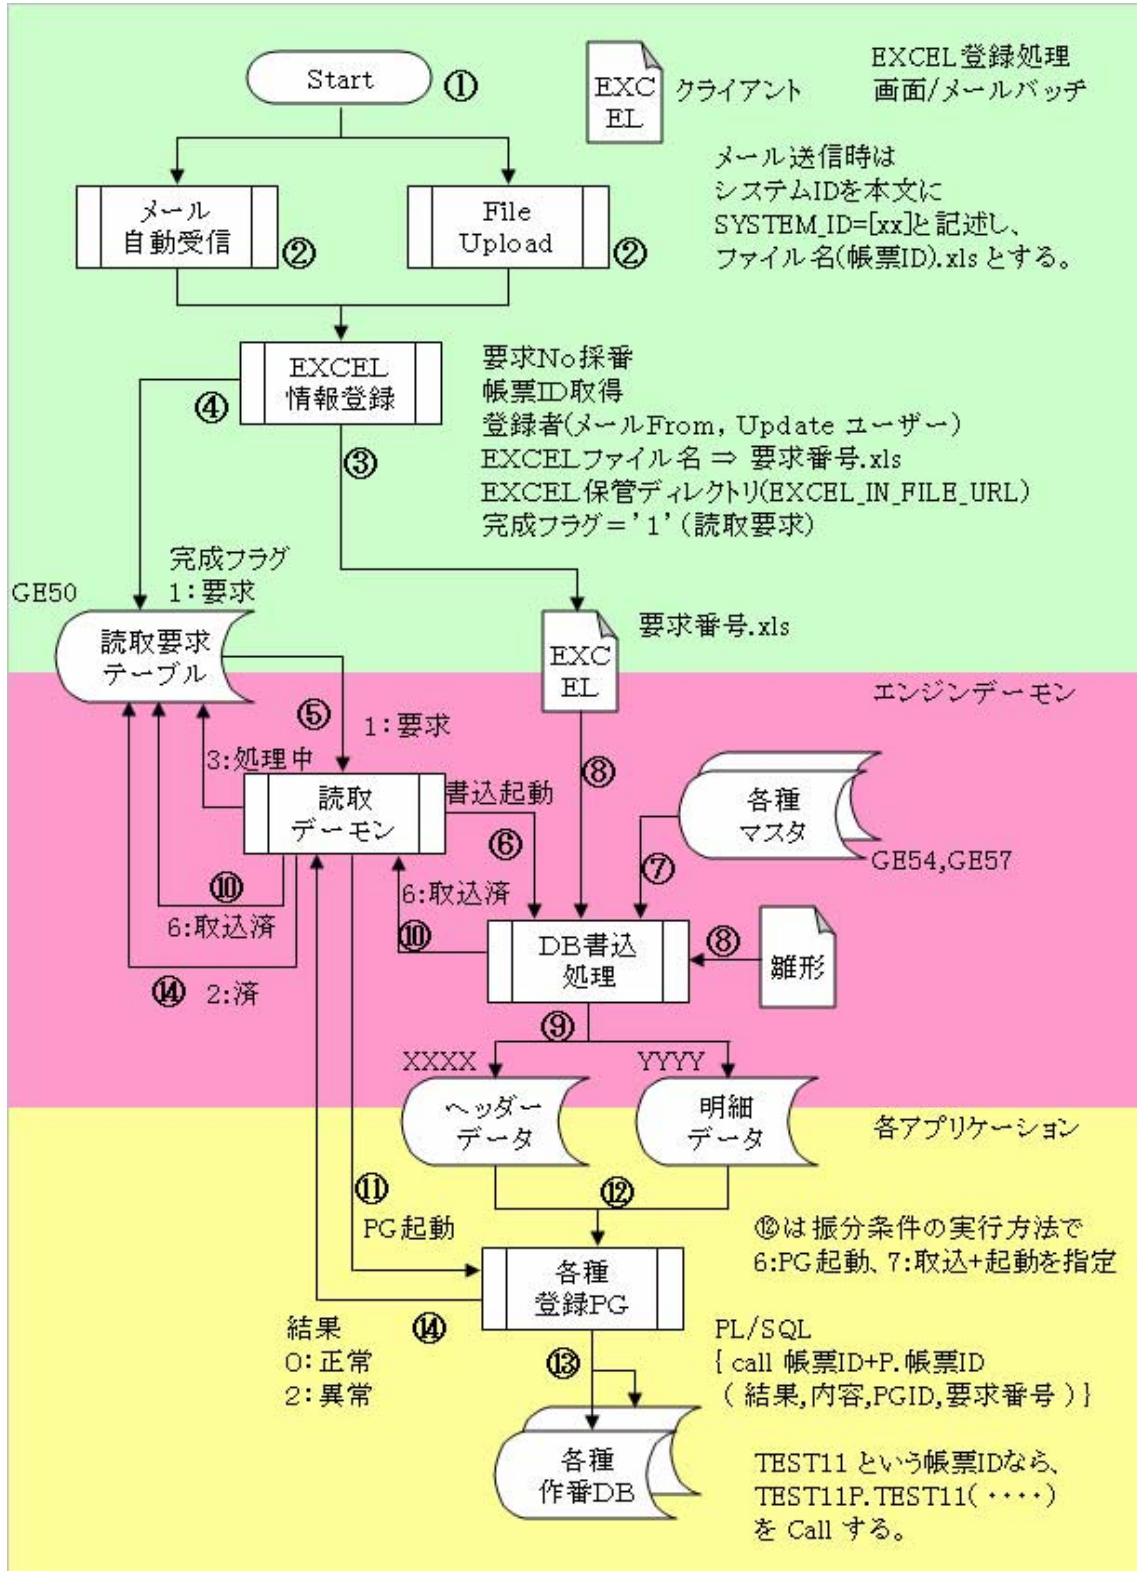 Start
①
EXC
EL
クライアント
EXCEL登録処理
画面/メールバッチ
メール送信時は
システムIDを本文に
SYSTEM_ID=[xx]と記述し、
ファイル名(帳票ID).xlsとする。
メール
自動受信
②
File
Upload
②
EXCEL
情報登録
④
③
要求No採番
帳票ID取得
登録者(メールFrom, Update ユーザー)
EXCELファイル名 ⇒ 要求番号.xls
EXCEL保管ディレクトリ(EXCEL_IN_FILE_URL)
完成フラグ='1'(読取要求)
完成フラグ
1:要求
GE50
読取要求
テーブル
EXC
EL
要求番号.xls
エンジンデーモン
⑤
1:要求
3:処理中
読取
デーモン
書込起動
⑥
⑧
各種
マスタ
GE54,GE57
⑦
⑩
6:取込済
6:取込済
⑩
DB書込
処理
⑧
雛形
⑭
2:済
⑨
XXXX
YYYY
ヘッダー
データ
明細
データ
各アプリケーション
⑪
PG起動
⑫
⑫は振分条件の実行方法で
6:PG起動、7:取込+起動を指定
各種
登録PG
結果
0:正常
2:異常
⑭
⑬
PL/SQL
{ call 帳票ID+P.帳票ID
( 結果,内容,PGID,要求番号 ) }
各種
作番DB
TEST11 という帳票IDなら、
TEST11P.TEST11(‥‥)
を Call する。